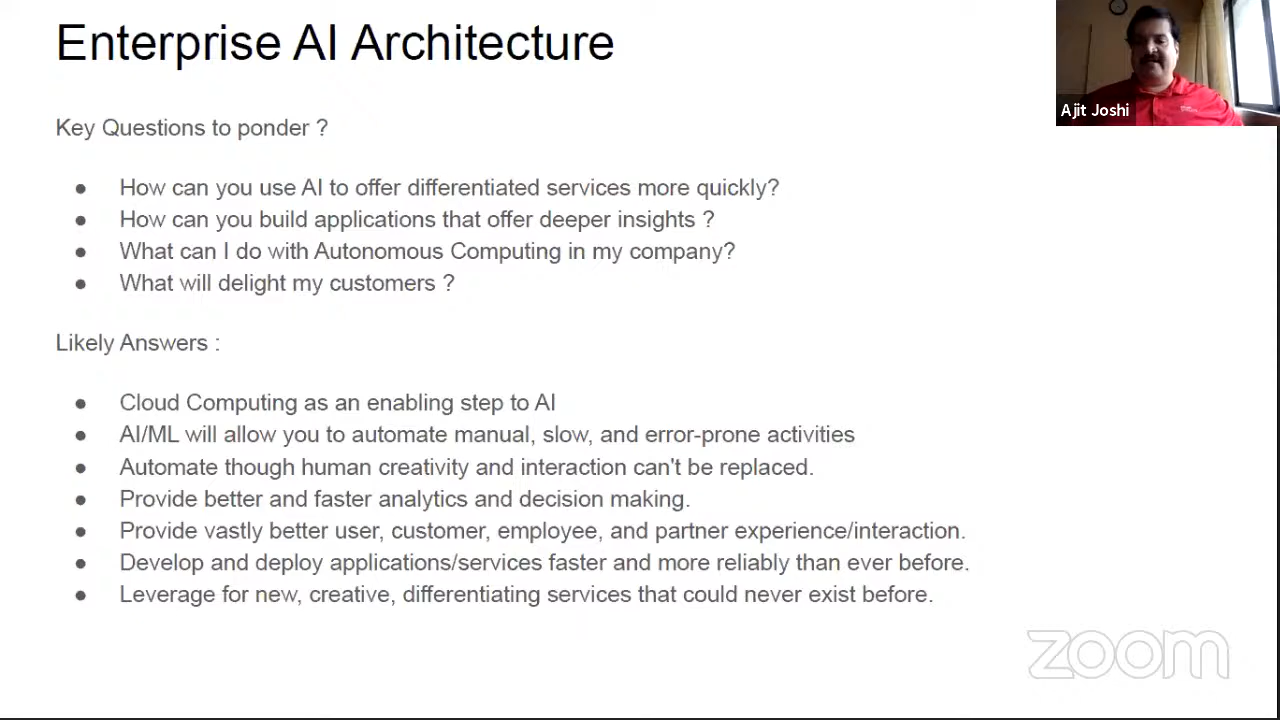 Enterprise AI Architecture
Ajit Joshi
Key Questions to ponder ?
● How can you use AI to offer differentiated services more quickly?
● How can you build applications that offer deeper insights ?
● What can I do with Autonomous Computing in my company?
● What will delight my customers ?
Likely Answers :
● Cloud Computing as an enabling step to AI
● AI/ML will allow you to automate manual, slow, and error-prone activities
● Automate though human creativity and interaction can't be replaced.
● Provide better and faster analytics and decision making.
● Provide vastly better user, customer, employee, and partner experience/interaction.
● Develop and deploy applications/services faster and more reliably than ever before.
● Leverage for new, creative, differentiating services that could never exist before.
zoom